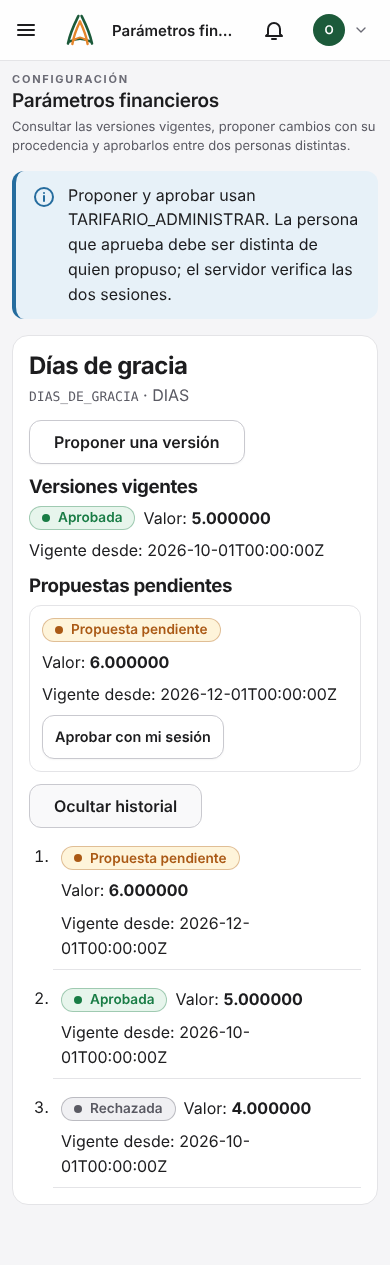 Parámetros fin...
O
CONFIGURACIÓN
Parámetros financieros
Consultar las versiones vigentes, proponer cambios con su
procedencia y aprobarlos entre dos personas distintas.
Proponer y aprobar usan
TARIFARIO_ADMINISTRAR. La persona
que aprueba debe ser distinta de
quien propuso; el servidor verifica las
dos sesiones.
Días de gracia
DIAS_DE_GRACIA · DIAS
Proponer una versión
Versiones vigentes
Aprobada Valor: 5.000000
Vigente desde: 2026-10-01T00:00:00Z
Propuestas pendientes
Propuesta pendiente
Valor: 6.000000
Vigente desde: 2026-12-01T00:00:00Z
Aprobar con mi sesión
Ocultar historial
1. Propuesta pendiente
Valor: 6.000000
Vigente desde: 2026-12-
01T00:00:00Z
2. Aprobada Valor: 5.000000
Vigente desde: 2026-10-
01T00:00:00Z
3. Rechazada Valor: 4.000000
Vigente desde: 2026-10-
01T00:00:00Z